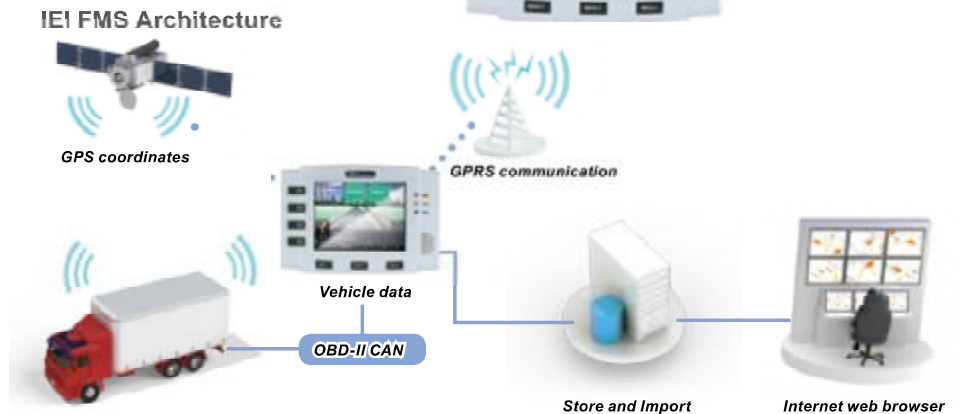 IEI FMS Architecture
GPS coordinates
GPRS communication
Vehicle data
OBD-II CAN
Store and Import
Internet web browser